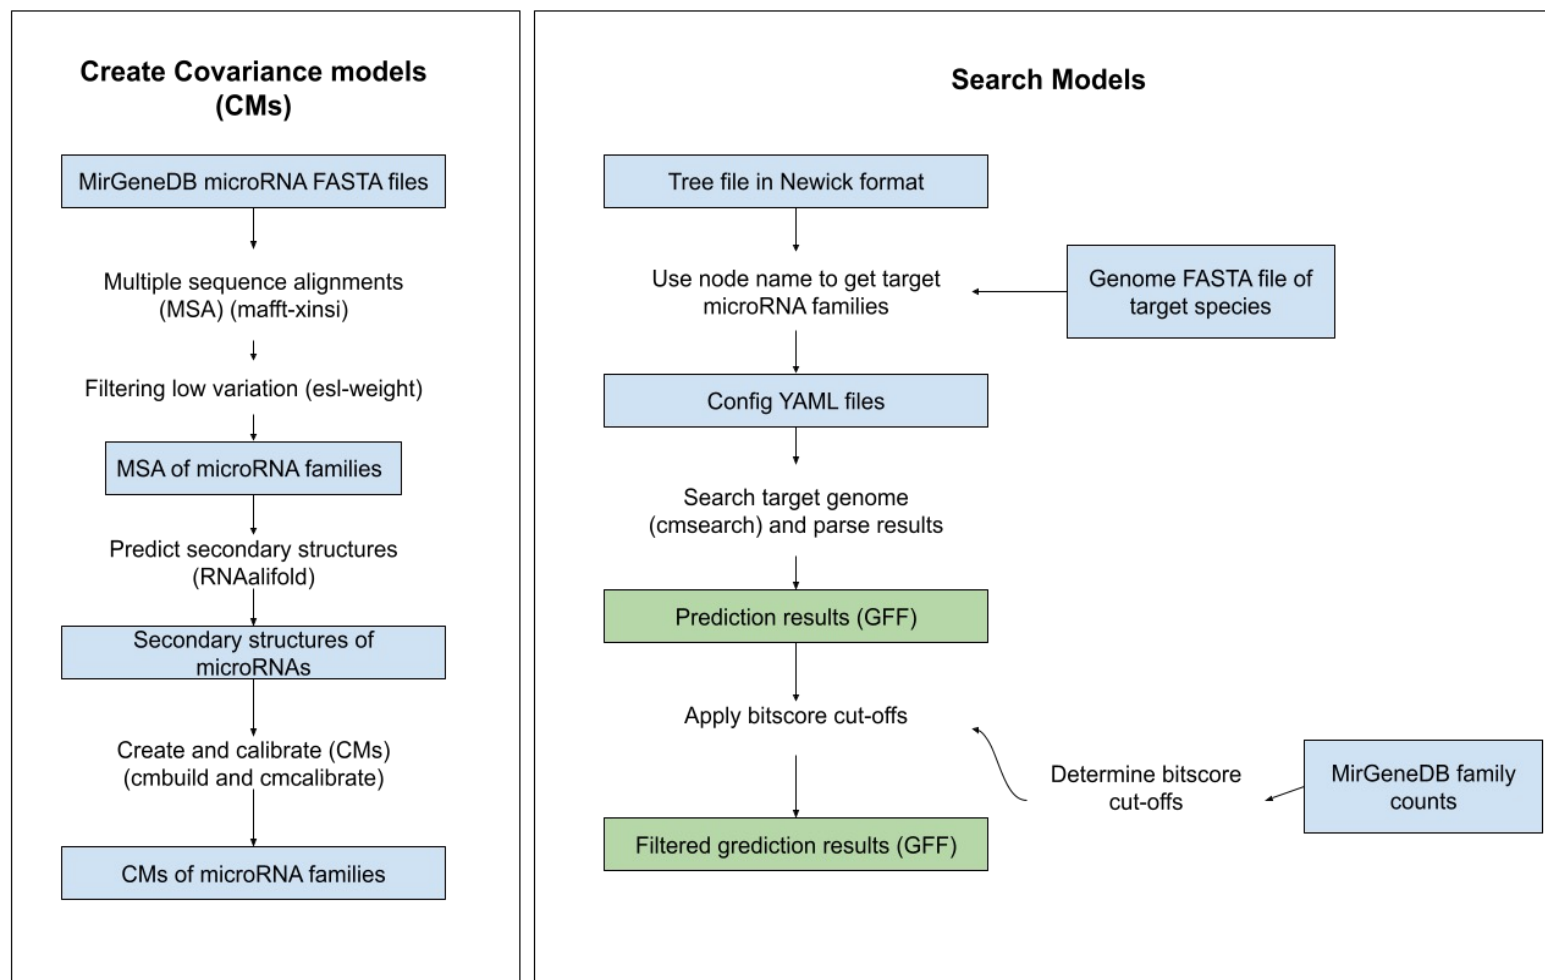 Create Covariance models
(CMs)
MirGeneDB microRNA FASTA files
Multiple sequence alignments
(MSA) (mafft-xinsi)
Filtering low variation (esl-weight)
MSA of microRNA families
Predict secondary structures
(RNAalifold)
Secondary structures of
microRNAs
Create and calibrate (CMs)
(cmbuild and cmcalibrate)
CMs of microRNA families
Search Models
Tree file in Newick format
Use node name to get target
microRNA families
Genome FASTA file of
target species
Config YAML files
Search target genome
(cmsearch) and parse results
Prediction results (GFF)
Apply bitscore cut-offs
Determine bitscore
cut-offs
MirGeneDB family
counts
Filtered grediction results (GFF)